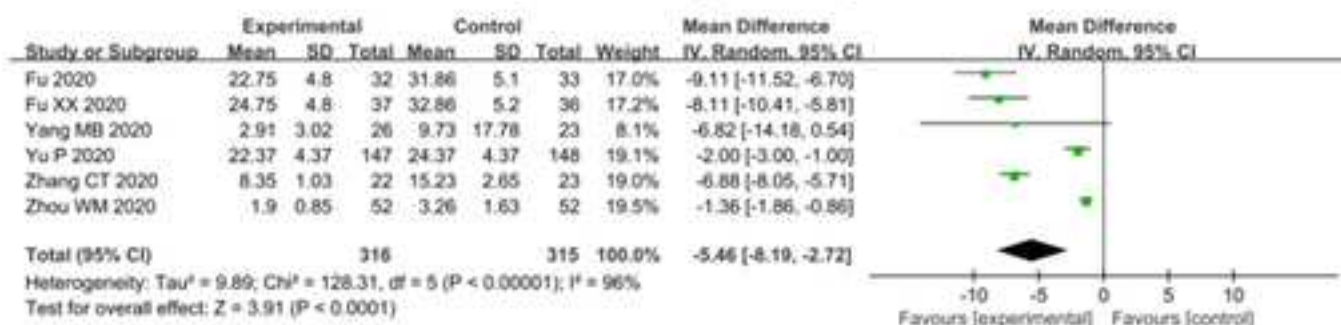 Experimental Control Mean Difference Mean Difference
Study or Subgroup Mean SD Total Mean SD Total Weight IV, Random, 95% CI IV, Random, 95% CI
Fu 2020 22.75 4.8 32 31.86 5.1 33 17.0% -9.11 [-11.52, -6.70]
Fu XX 2020 24.75 4.8 37 32.86 5.2 36 17.2% -8.11 [-10.41, -5.81]
Yang MB 2020 2.91 3.02 26 9.73 17.78 23 8.1% -6.82 [-14.18, 0.54]
Yu P 2020 22.37 4.37 147 24.37 4.37 148 19.1% -2.00 [-3.00, -1.00]
Zhang CT 2020 8.35 1.03 22 15.23 2.65 23 19.0% -6.88 [-8.05, -5.71]
Zhou WM 2020 1.9 0.85 52 3.26 1.63 52 19.5% -1.36 [-1.86, -0.86]
Total (95% CI) 316 315 100.0% -5.46 [-8.19, -2.72]
Heterogeneity: Tau² = 9.89; Chi² = 128.31, df = 5 (P < 0.00001); I² = 96%
Test for overall effect: Z = 3.91 (P < 0.0001)
-10 -5 0 5 10
Favours [experimental] Favours [control]